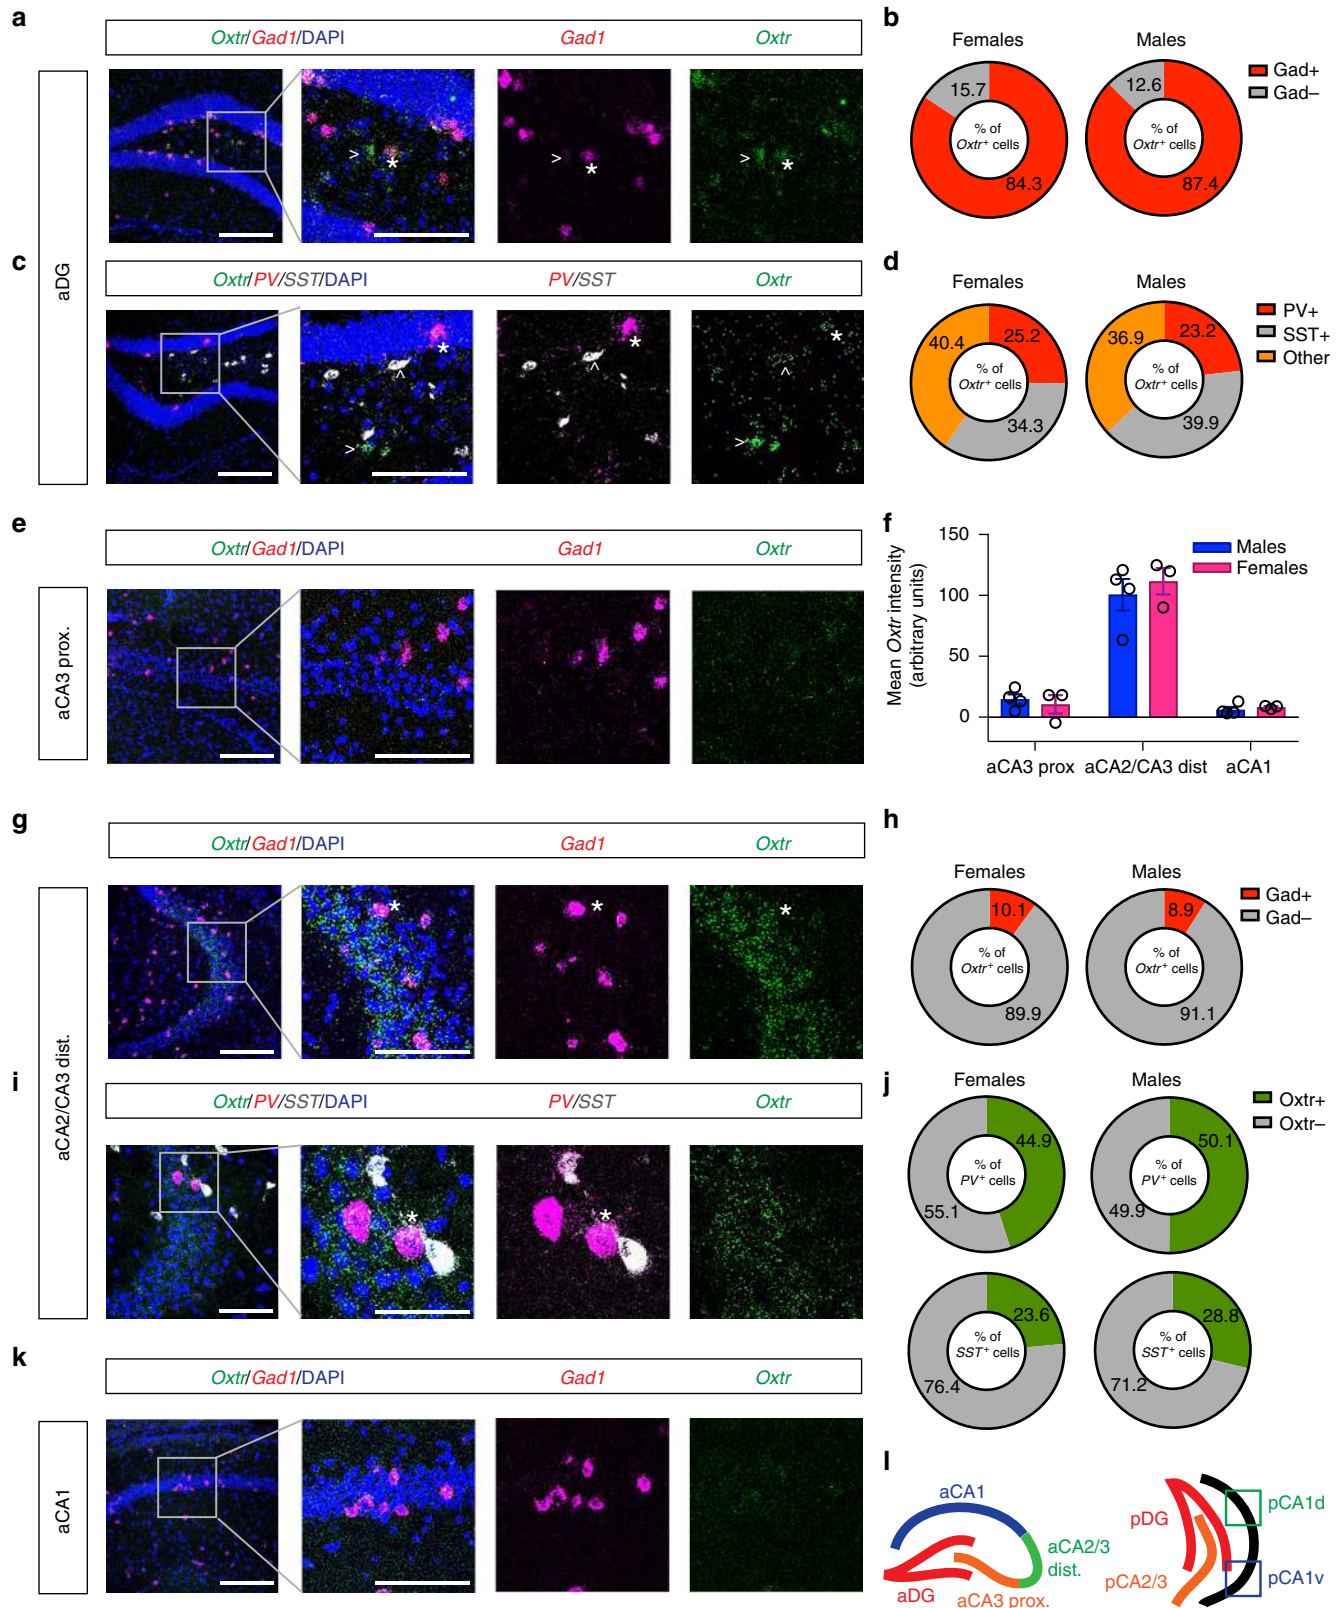 a
Oxtr/Gad1/DAPI
Gad1
Oxtr
aDG
>
*
>
*
>
*
b
Females
Males
15.7
84.3
% of
Oxtr+ cells
12.6
87.4
% of
Oxtr+ cells
Gad+
Gad–
c
Oxtr/PV/SST/DAPI
PV/SST
Oxtr
*
^
>
*
^
*
^
>
d
Females
Males
40.4
25.2
34.3
% of
Oxtr+ cells
36.9
23.2
39.9
% of
Oxtr+ cells
PV+
SST+
Other
e
Oxtr/Gad1/DAPI
Gad1
Oxtr
aCA3 prox.
f
Mean Oxtr intensity
(arbitrary units)
150
100
50
0
Males
Females
aCA3 prox
aCA2/CA3 dist
aCA1
g
Oxtr/Gad1/DAPI
Gad1
Oxtr
aCA2/CA3 dist.
*
*
*
h
Females
Males
10.1
89.9
% of
Oxtr+ cells
8.9
91.1
% of
Oxtr+ cells
Gad+
Gad–
i
Oxtr/PV/SST/DAPI
PV/SST
Oxtr
*
*
j
Females
Males
44.9
55.1
% of
PV+ cells
50.1
49.9
% of
PV+ cells
Oxtr+
Oxtr–
23.6
76.4
% of
SST+ cells
28.8
71.2
% of
SST+ cells
k
Oxtr/Gad1/DAPI
Gad1
Oxtr
aCA1
l
aCA1
aCA2/3
dist.
aDG
aCA3 prox.
pDG
pCA2/3
pCA1d
pCA1v